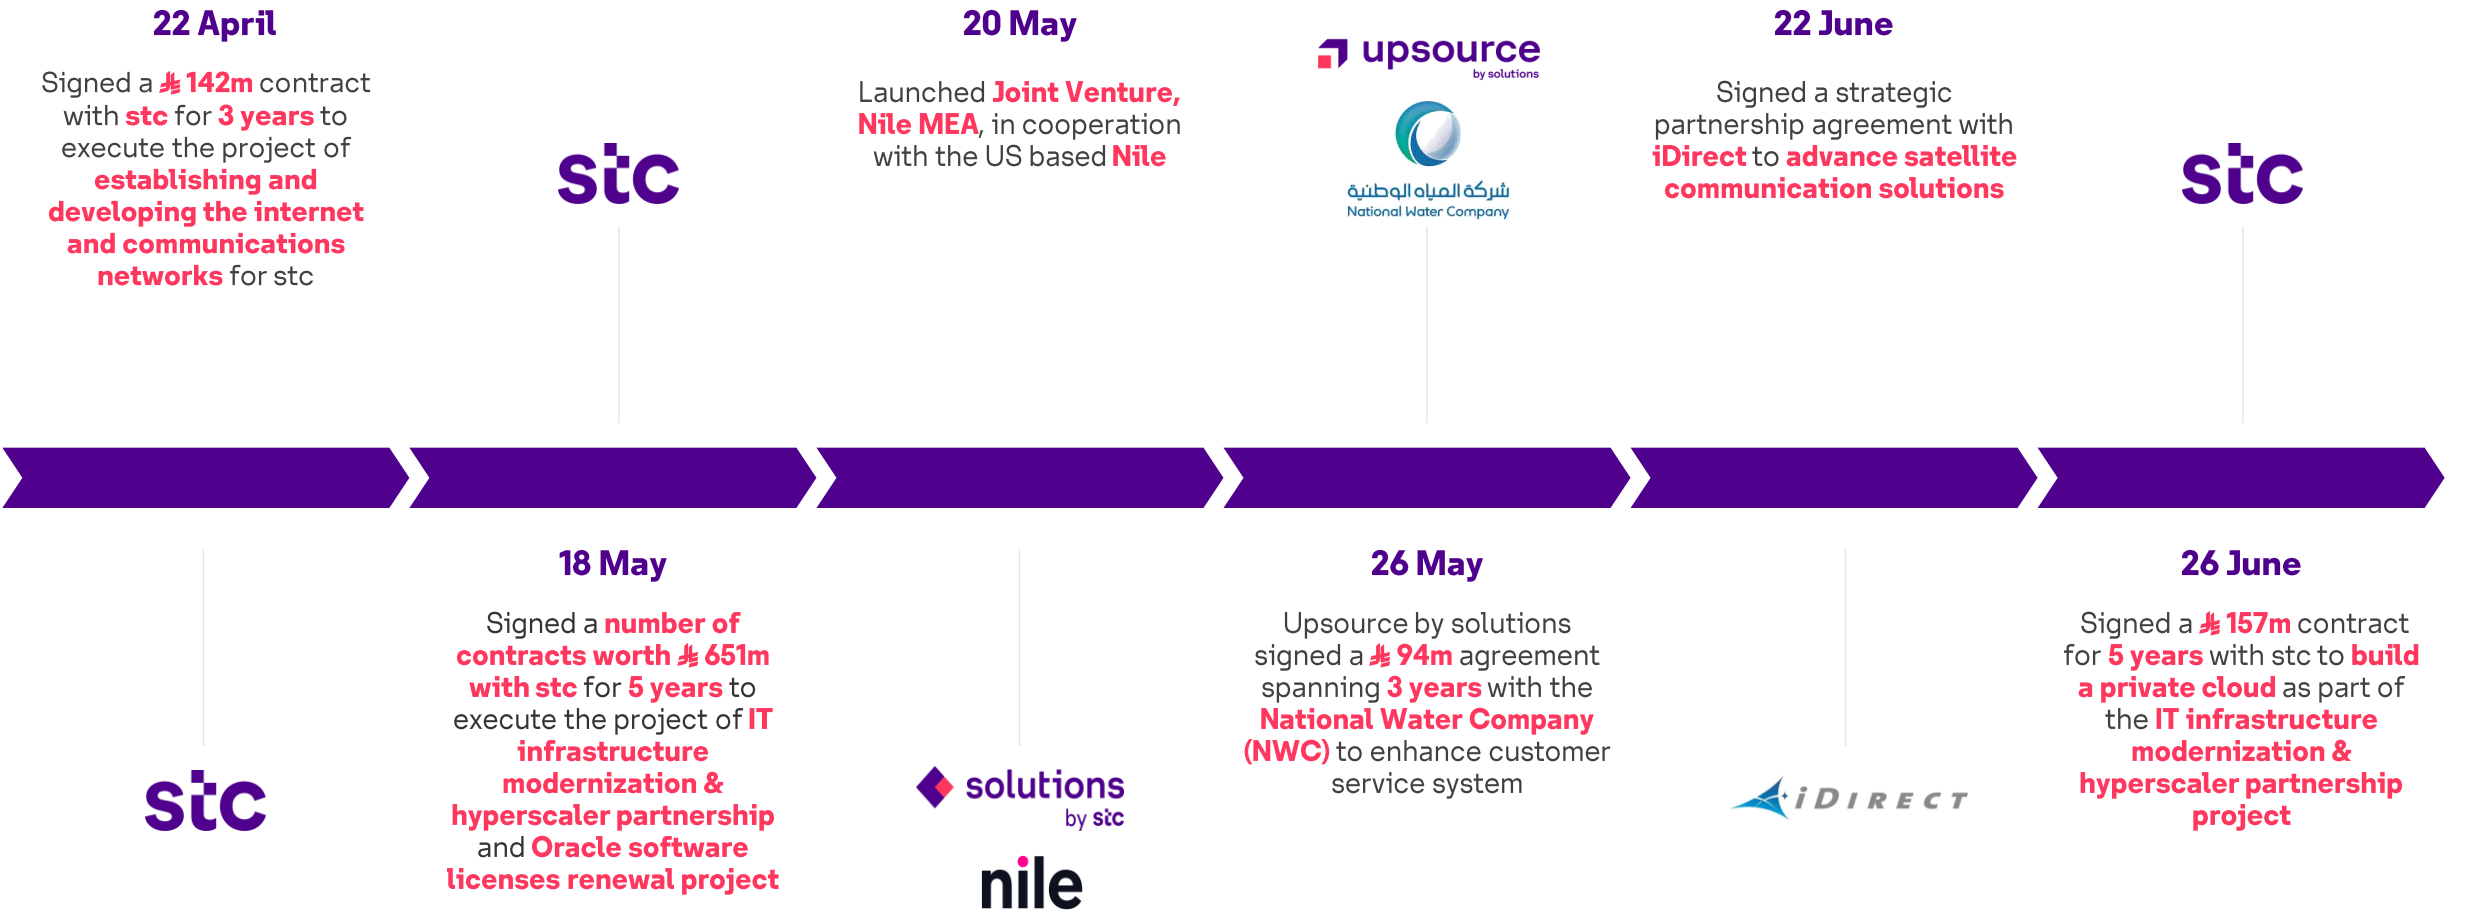 22 April
Signed a ⃁ 142m contract
with stc for 3 years to
execute the project of
establishing and
developing the internet
and communications
networks for stc
stc
18 May
Signed a number of
contracts worth ⃁ 651m
with stc for 5 years to
execute the project of IT
infrastructure
modernization &
hyperscaler partnership
and Oracle software
licenses renewal project
stc
20 May
Launched Joint Venture,
Nile MEA, in cooperation
with the US based Nile
solutions
by stc
nile
upsource
by solutions
شركة المياه الوطنية
National Water Company
26 May
Upsource by solutions
signed a ⃁ 94m agreement
spanning 3 years with the
National Water Company
(NWC) to enhance customer
service system
22 June
Signed a strategic
partnership agreement with
iDirect to advance satellite
communication solutions
iDIRECT
stc
26 June
Signed a ⃁ 157m contract
for 5 years with stc to build
a private cloud as part of
the IT infrastructure
modernization &
hyperscaler partnership
project